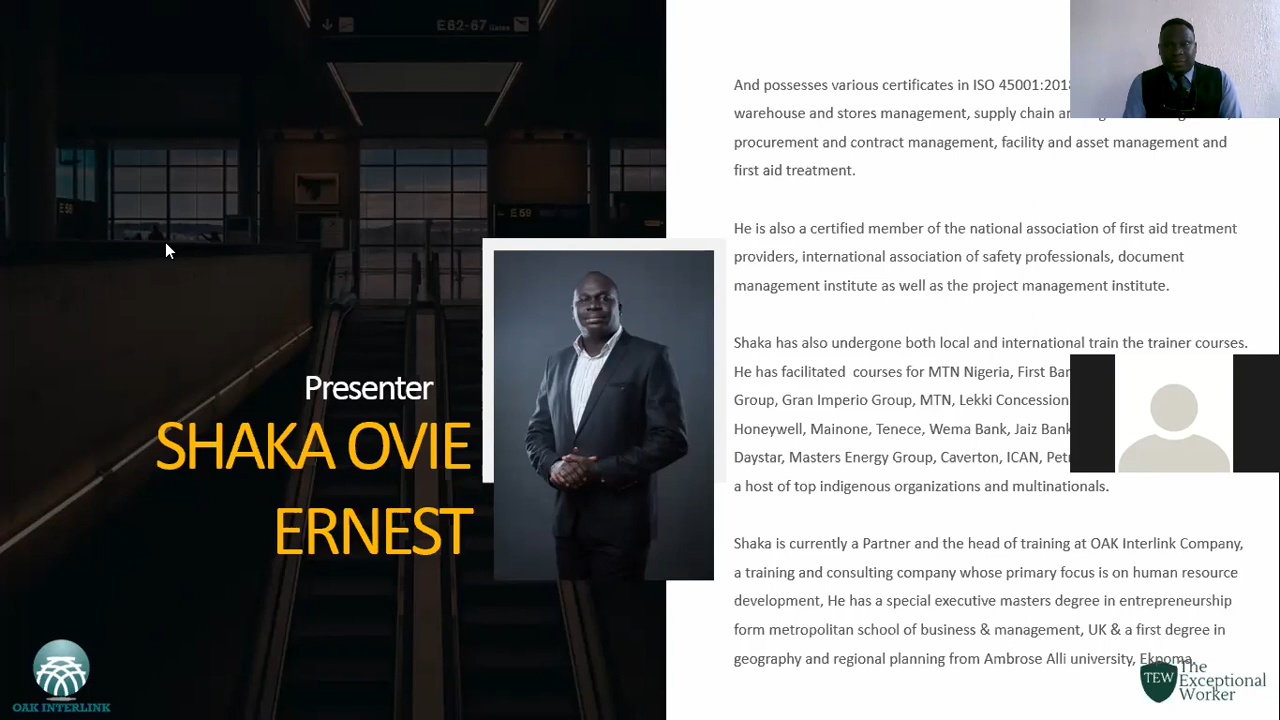 E62-67 Gates
E 59
Presenter
SHAKA OVIE
ERNEST
OAK INTERLINK
And possesses various certificates in ISO 45001:2018
warehouse and stores management, supply chain
procurement and contract management, facility and asset management and
first aid treatment.
He is also a certified member of the national association of first aid treatment
providers, international association of safety professionals, document
management institute as well as the project management institute.
Shaka has also undergone both local and international train the trainer courses.
He has facilitated courses for MTN Nigeria, First
Group, Gran Imperio Group, MTN, Lekki Concession
Honeywell, Mainone, Tenece, Wema Bank, Jaiz Bank
Daystar, Masters Energy Group, Caverton, ICAN,
a host of top indigenous organizations and multinationals.
Shaka is currently a Partner and the head of training at OAK Interlink Company,
a training and consulting company whose primary focus is on human resource
development, He has a special executive masters degree in entrepreneurship
form metropolitan school of business & management, UK & a first degree in
geography and regional planning from Ambrose Alli university, Ekpoma.
TEW
The
Exceptional
Worker